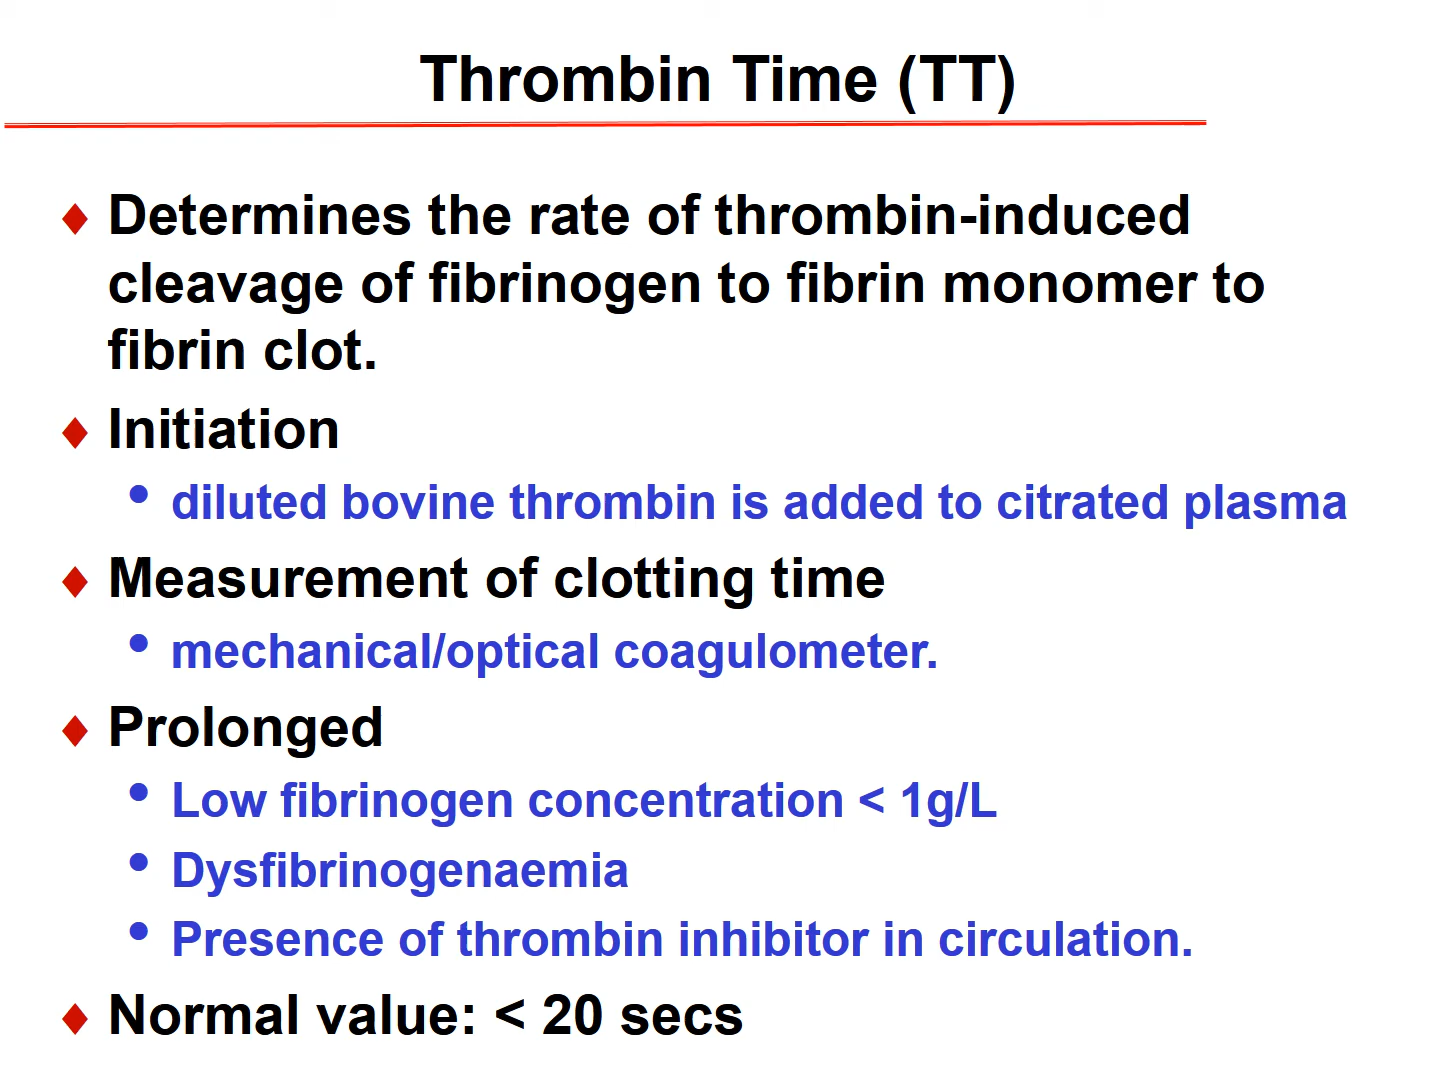 Thrombin Time (TT)
♦ Determines the rate of thrombin-induced
cleavage of fibrinogen to fibrin monomer to
fibrin clot.
♦ Initiation
• diluted bovine thrombin is added to citrated plasma
♦ Measurement of clotting time
• mechanical/optical coagulometer.
♦ Prolonged
• Low fibrinogen concentration < 1g/L
• Dysfibrinogenaemia
• Presence of thrombin inhibitor in circulation.
♦ Normal value: < 20 secs